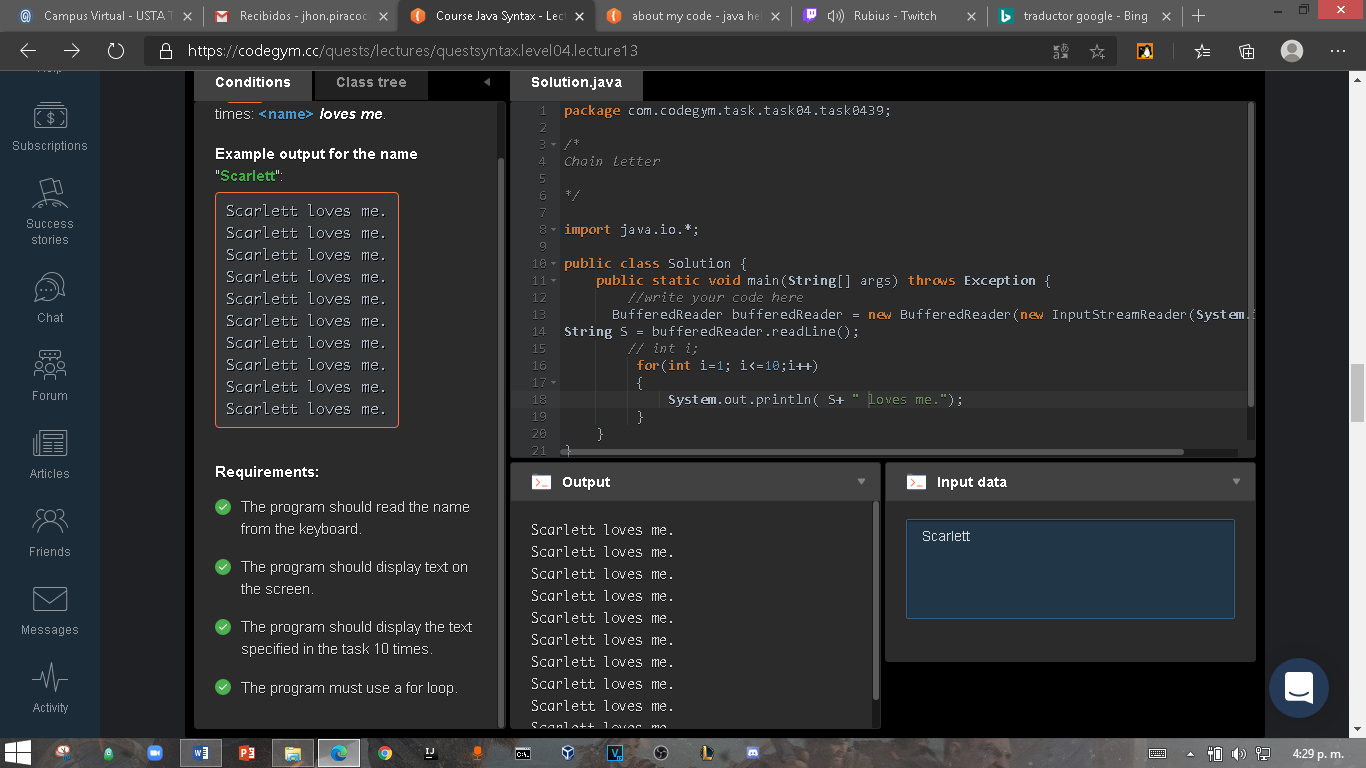 Campus Virtual - USTA T
Recibidos - jhon.piracoc
Course Java Syntax - Lec
about my code - java he
Rubius - Twitch
traductor google - Bing
https://codegym.cc/quests/lectures/questsyntax.level04.lecture13
Subscriptions
Success
stories
Chat
Forum
Articles
Friends
Messages
Activity
Conditions
Class tree
times: <name> loves me.
Example output for the name
"Scarlett":
Scarlett loves me.
Scarlett loves me.
Scarlett loves me.
Scarlett loves me.
Scarlett loves me.
Scarlett loves me.
Scarlett loves me.
Scarlett loves me.
Scarlett loves me.
Scarlett loves me.
Requirements:
The program should read the name
from the keyboard.
The program should display text on
the screen.
The program should display the text
specified in the task 10 times.
The program must use a for loop.
Solution.java
1 package com.codegym.task.task04.task0439;
2
3 /*
4 Chain letter
5
6 */
7
8 import java.io.*;
9
10 public class Solution {
11 public static void main(String[] args) throws Exception {
12 //write your code here
13 BufferedReader bufferedReader = new BufferedReader(new InputStreamReader(System.i
14 String S = bufferedReader.readLine();
15 // int i;
16 for(int i=1; i<=10;i++)
17 {
18 System.out.println( S+ " loves me.");
19 }
20 }
21 }
Output
Scarlett loves me.
Scarlett loves me.
Scarlett loves me.
Scarlett loves me.
Scarlett loves me.
Scarlett loves me.
Scarlett loves me.
Scarlett loves me.
Scarlett loves me.
Scarlett loves me.
Input data
Scarlett
4:29 p. m.